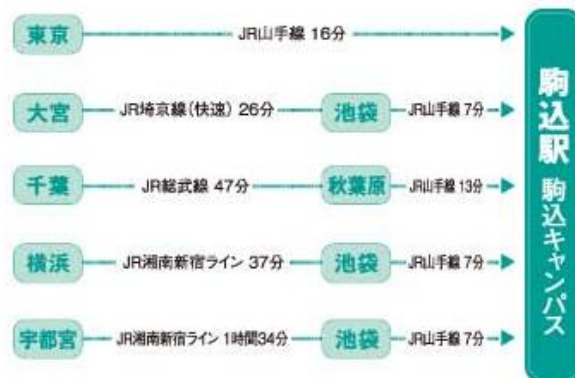 東京 JR山手線 16分
大宮 JR埼京線(快速) 26分 池袋 JR山手線 7分
千葉 JR総武線 47分 秋葉原 JR山手線 13分
横浜 JR湘南新宿ライン 37分 池袋 JR山手線 7分
宇都宮 JR湘南新宿ライン 1時間34分 池袋 JR山手線 7分
駒込駅 駒込キャンパス